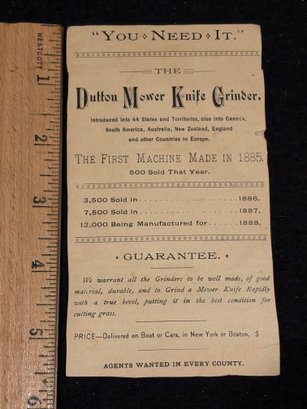 WESTCOTT
1
2
3
4
5
6
"YOU NEED IT."
THE
Dutton Mower Knife Grinder.
Introduced into 44 States and Territories, also into Canada,
South America, Australia, New Zealand, England
and other Countries in Europe.
THE FIRST MACHINE MADE IN 1885.
500 SOLD THAT YEAR.
3,500 SOLD IN . . . . . . . . . . . . . . . . . . 1886.
7,500 SOLD IN . . . . . . . . . . . . . . . . . . 1887.
12,000 BEING MANUFACTURED FOR . . . . . . . 1888.
GUARANTEE.
We warrant all the Grinders to be well made, of good
material, durable, and to Grind a Mower Knife Rapidly
with a true bevel, putting it in the best condition for
cutting grass.
PRICE—Delivered on Boat or Cars, in New York or Boston, $
AGENTS WANTED IN EVERY COUNTY.